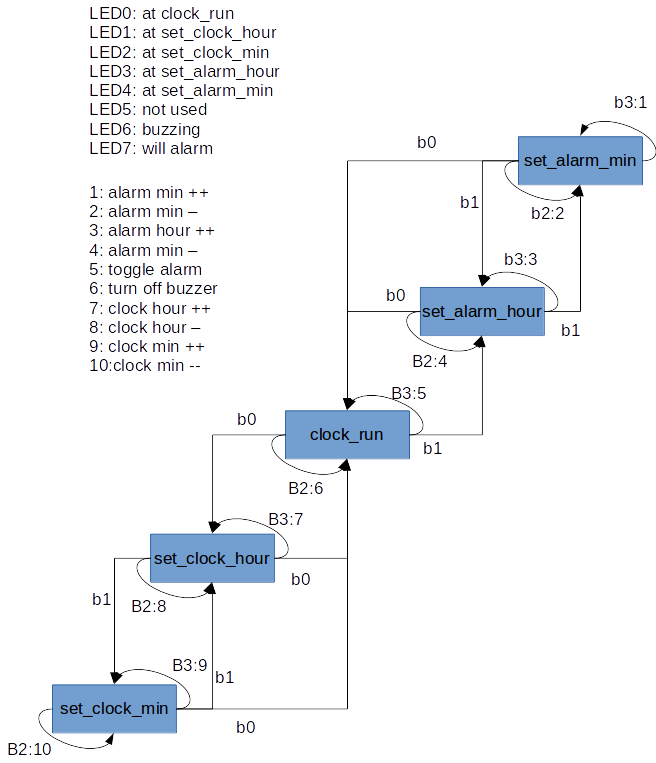 LED0: at clock_run
LED1: at set_clock_hour
LED2: at set_clock_min
LED3: at set_alarm_hour
LED4: at set_alarm_min
LED5: not used
LED6: buzzing
LED7: will alarm
1: alarm min ++
2: alarm min –
3: alarm hour ++
4: alarm min –
5: toggle alarm
6: turn off buzzer
7: clock hour ++
8: clock hour –
9: clock min ++
10:clock min --
b3:1
b0
set_alarm_min
b1
b2:2
b3:3
b0
set_alarm_hour
b1
B2:4
B3:5
b0
clock_run
b1
B2:6
B3:7
set_clock_hour
b0
b1
B2:8
B3:9
b1
set_clock_min
b0
B2:10